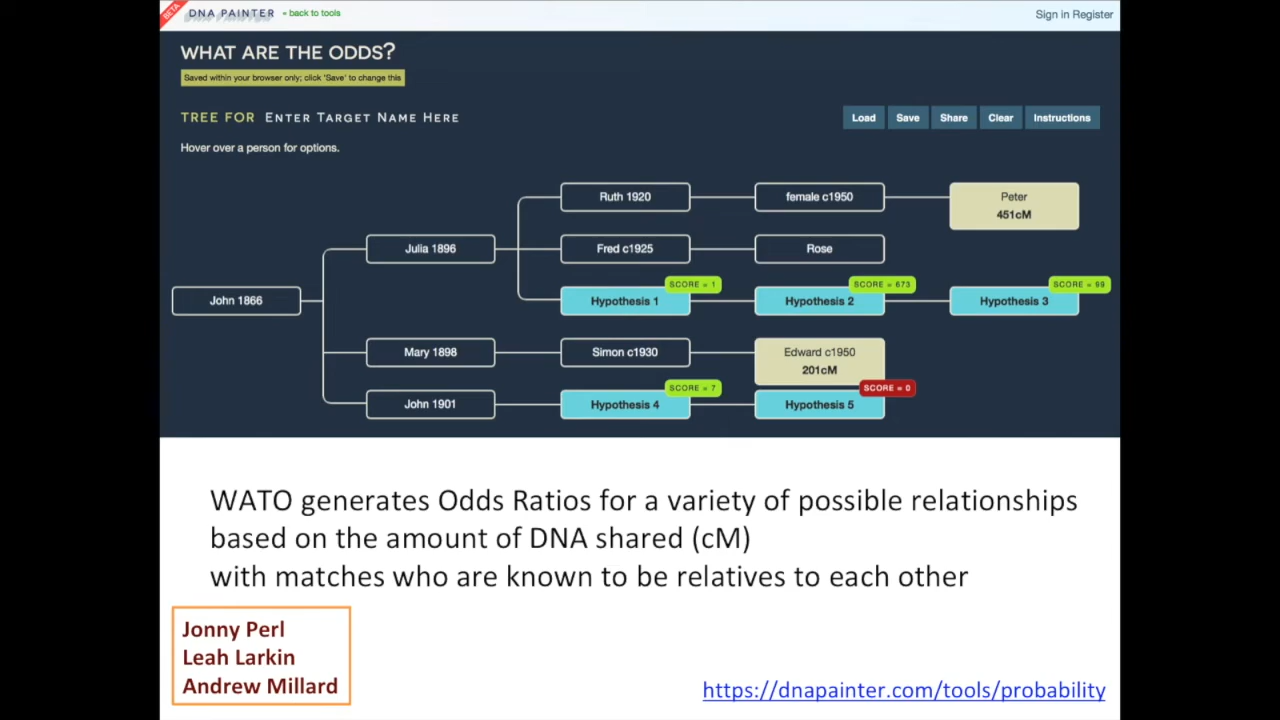 BETA
DNA PAINTER
back to tools
Sign in Register
WHAT ARE THE ODDS?
Saved within your browser only; click 'Save' to change this
TREE FOR ENTER TARGET NAME HERE
Load Save Share Clear Instructions
Hover over a person for options.
Ruth 1920
female c1950
Peter
451cM
Julia 1896
Fred c1925
Rose
SCORE = 1
SCORE = 673
SCORE = 99
John 1866
Hypothesis 1
Hypothesis 2
Hypothesis 3
Mary 1898
Simon c1930
Edward c1950
201cM
SCORE = 7
SCORE = 0
John 1901
Hypothesis 4
Hypothesis 5
WATO generates Odds Ratios for a variety of possible relationships
based on the amount of DNA shared (cM)
with matches who are known to be relatives to each other
Jonny Perl
Leah Larkin
Andrew Millard
https://dnapainter.com/tools/probability